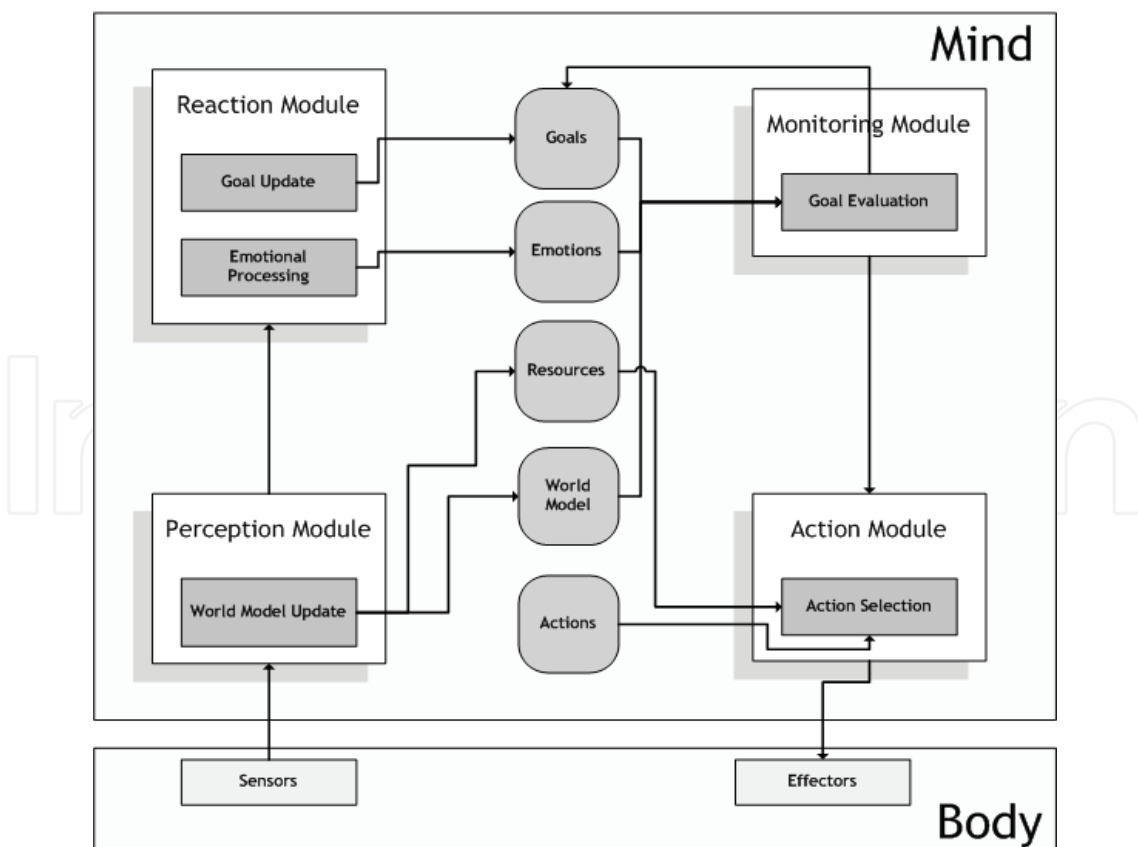 Mind
Reaction Module
Goal Update
Emotional
Processing
Goals
Emotions
Resources
World
Model
Actions
Monitoring Module
Goal Evaluation
Perception Module
World Model Update
Action Module
Action Selection
Sensors
Effectors
Body